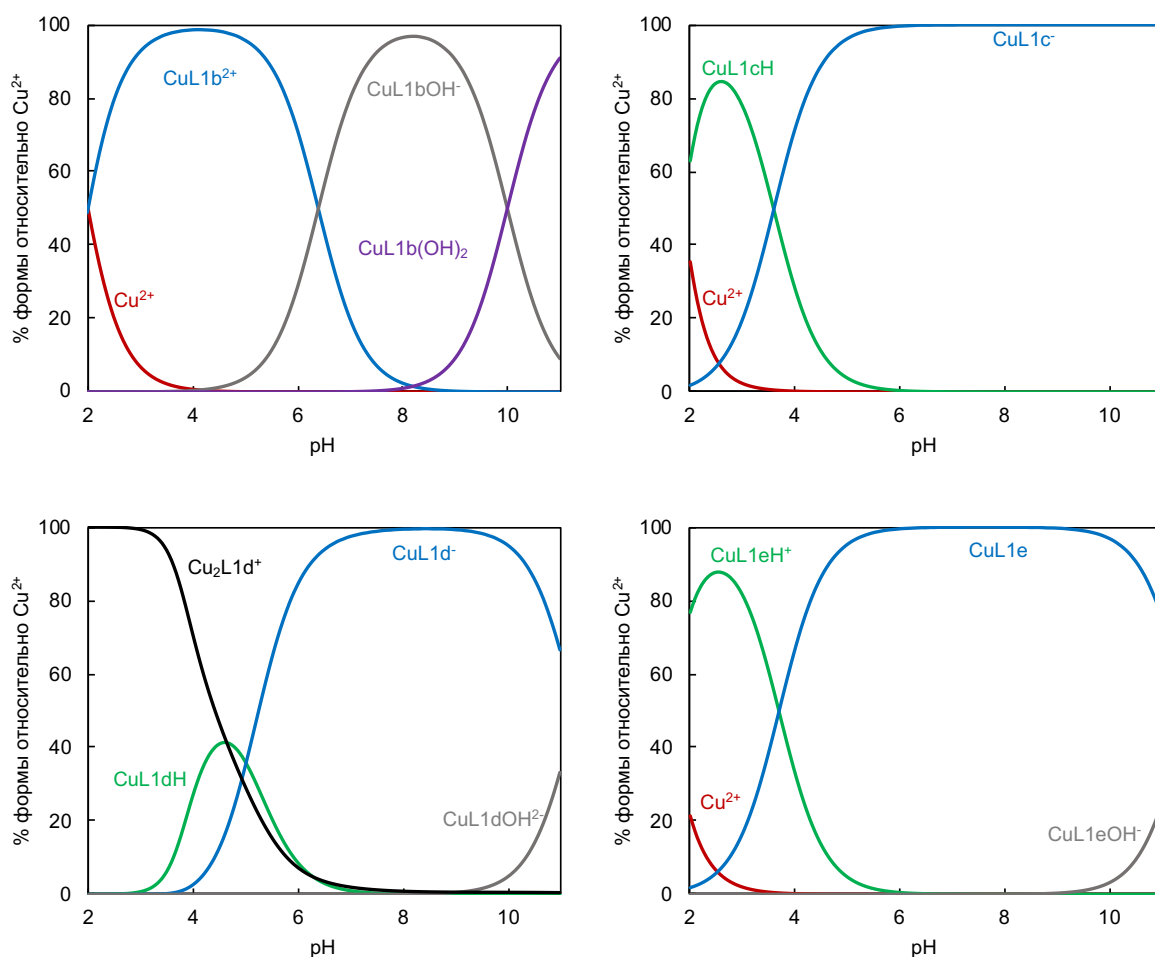 % формы относительно Cu²⁺
100
80
60
40
20
0
CuL1b²⁺
CuL1bOH⁻
CuL1b(OH)₂
Cu²⁺
2 4 6 8 10
pH
% формы относительно Cu²⁺
100
80
60
40
20
0
CuL1c⁻
CuL1cH
Cu²⁺
2 4 6 8 10
pH
% формы относительно Cu²⁺
100
80
60
40
20
0
Cu₂L1d⁺
CuL1d⁻
CuL1dH
CuL1dOH²⁻
2 4 6 8 10
pH
% формы относительно Cu²⁺
100
80
60
40
20
0
CuL1eH⁺
CuL1e
Cu²⁺
CuL1eOH⁻
2 4 6 8 10
pH